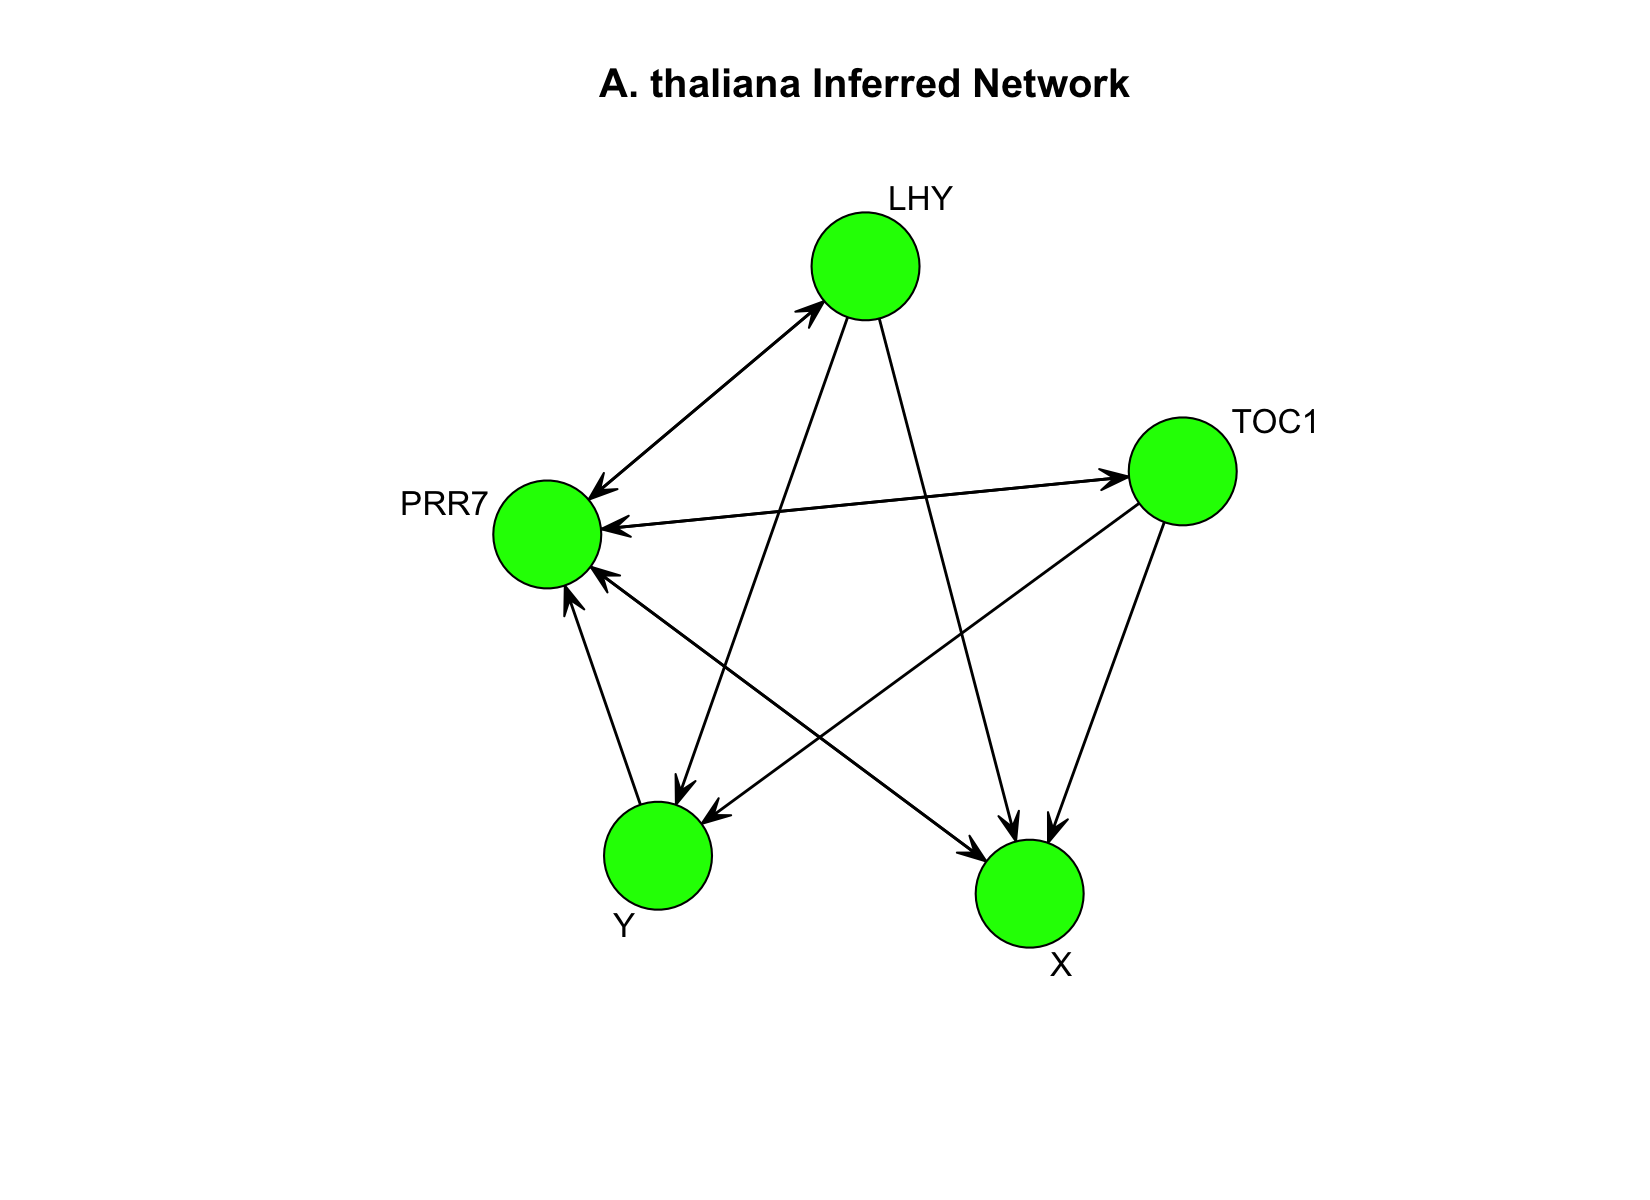 A. thaliana Inferred Network
LHY
TOC1
PRR7
Y
X